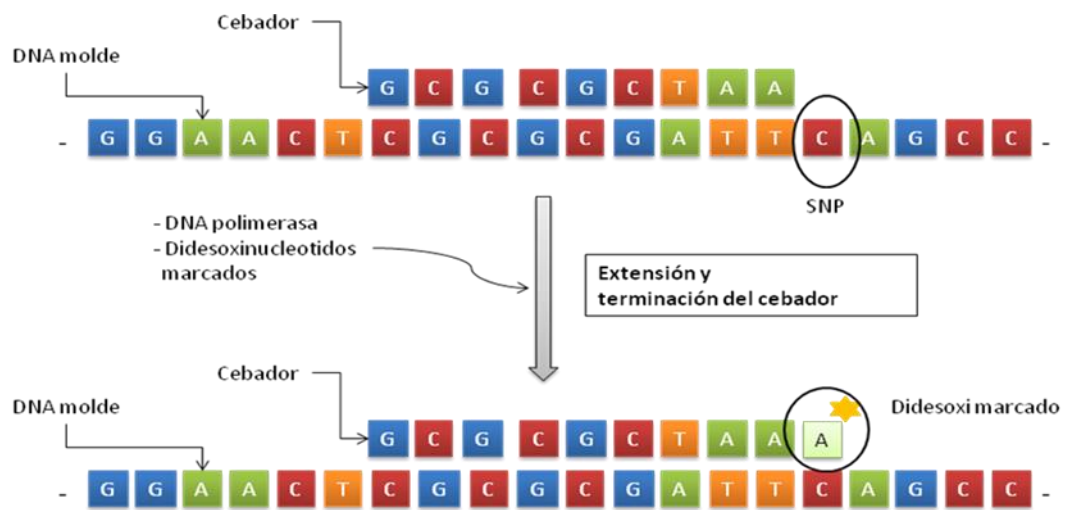 Cebador
DNA molde
G C G C G C T A A
- G G A A C T C G C G C G A T T C A G C C -
SNP
- DNA polimerasa
- Didesoxinucleotidos
marcados
Extensión y
terminación del cebador
Cebador
DNA molde
Didesoxi marcado
G C G C G C T A A A
- G G A A C T C G C G C G A T T C A G C C -